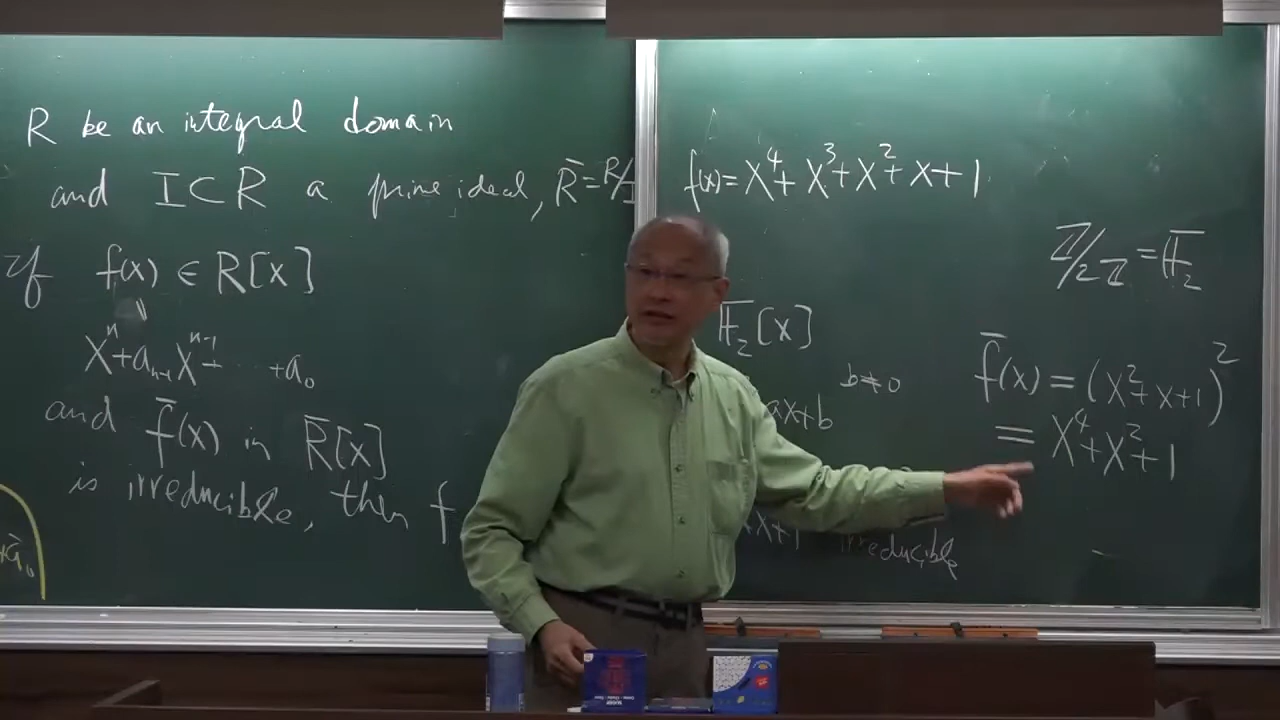 R be an integral domain
and I⊂R a prime ideal, R̄=R/I
If f(x) ∈ R[x]
xⁿ+aₙ₋₁xⁿ⁻¹+ ··· +a₀
and f̄(x) in R̄[x]
is irreducible, then f
f(x)=x⁴+x³+x²+x+1
ℤ/2ℤ=𝔽₂
𝔽₂[x]
b≠0
ax+b
x+1 irreducible
f̄(x)=(x²+x+1)²
=x⁴+x²+1